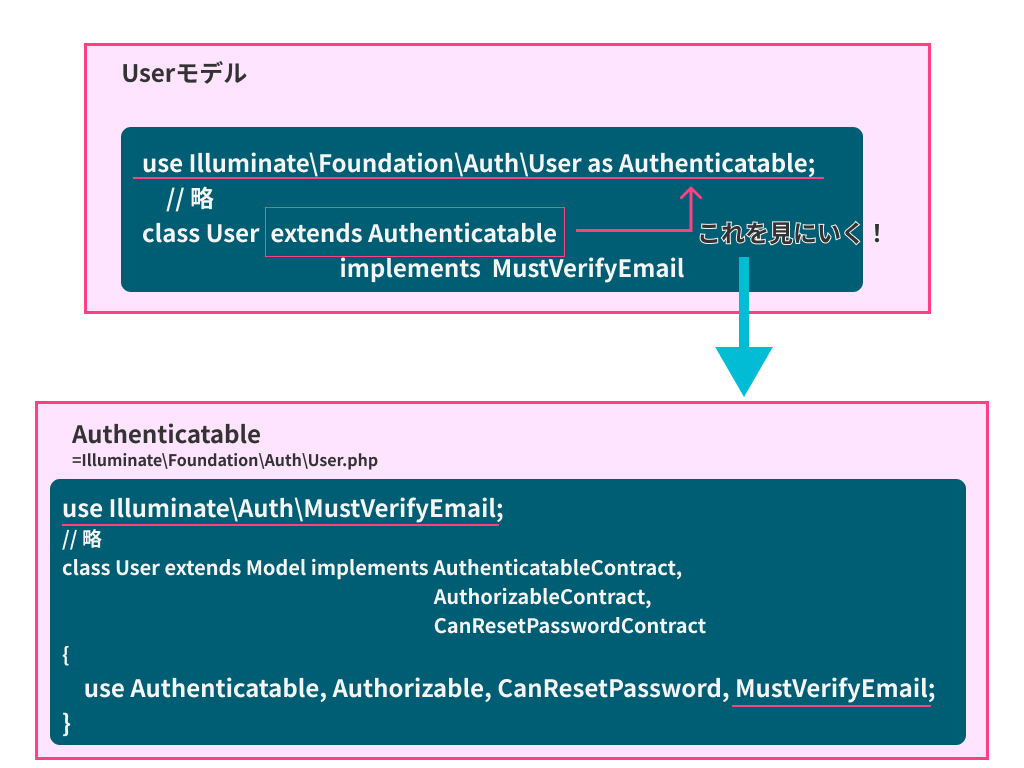 Userモデル
use Illuminate\Foundation\Auth\User as Authenticatable;
// 略
class User extends Authenticatable
これを見にいく！
implements MustVerifyEmail
Authenticatable
=Illuminate\Foundation\Auth\User.php
use Illuminate\Auth\MustVerifyEmail;
// 略
class User extends Model implements AuthenticatableContract,
AuthorizableContract,
CanResetPasswordContract
{
use Authenticatable, Authorizable, CanResetPassword, MustVerifyEmail;
}